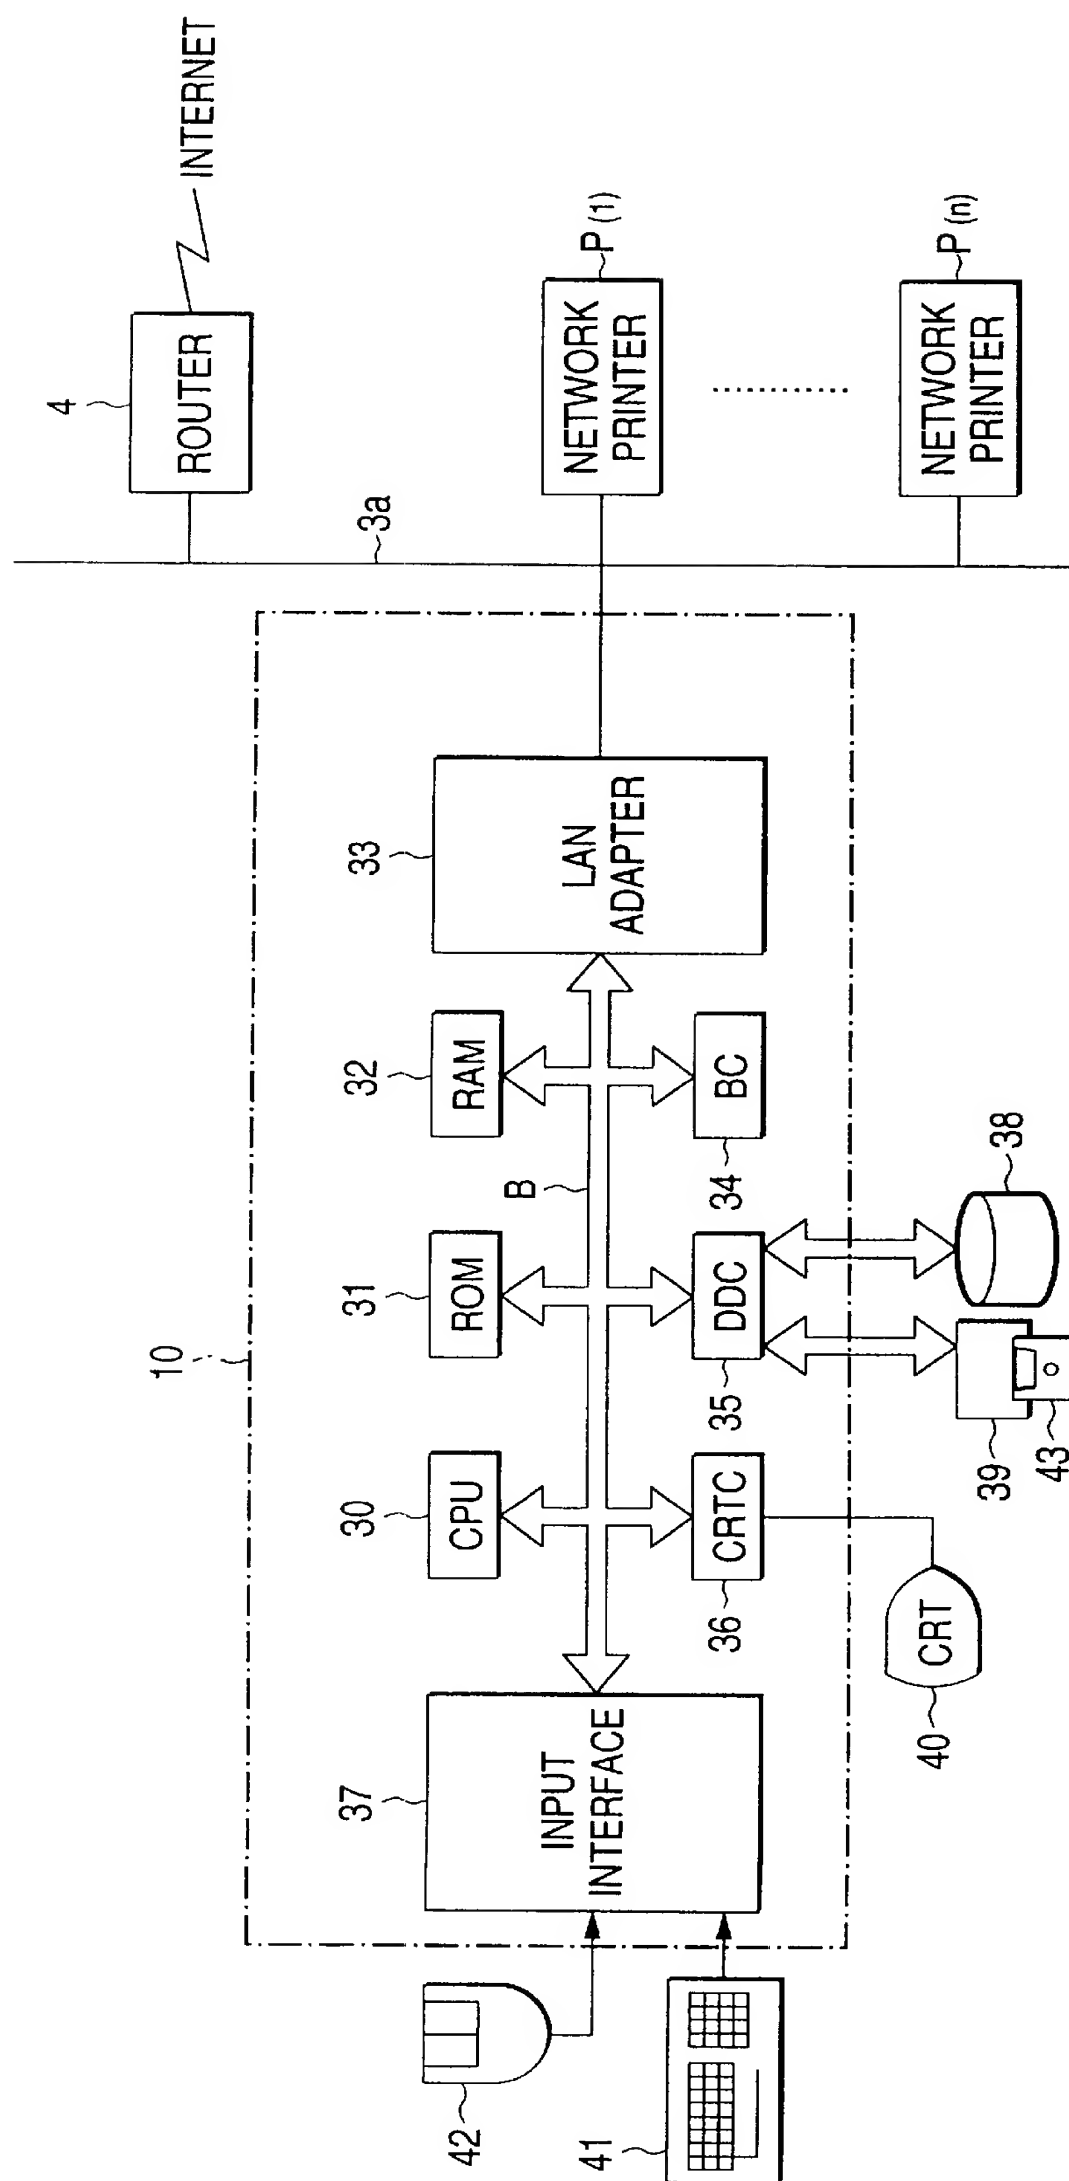 10
INTERNET
4
ROUTER
3a
37
INPUT
INTERFACE
30
CPU
31
ROM
32
RAM
33
LAN
ADAPTER
B
NETWORK
PRINTER
P(1)
36
CRTC
35
DDC
34
BC
42
41
40
CRT
39
43
38
NETWORK
PRINTER
P(n)